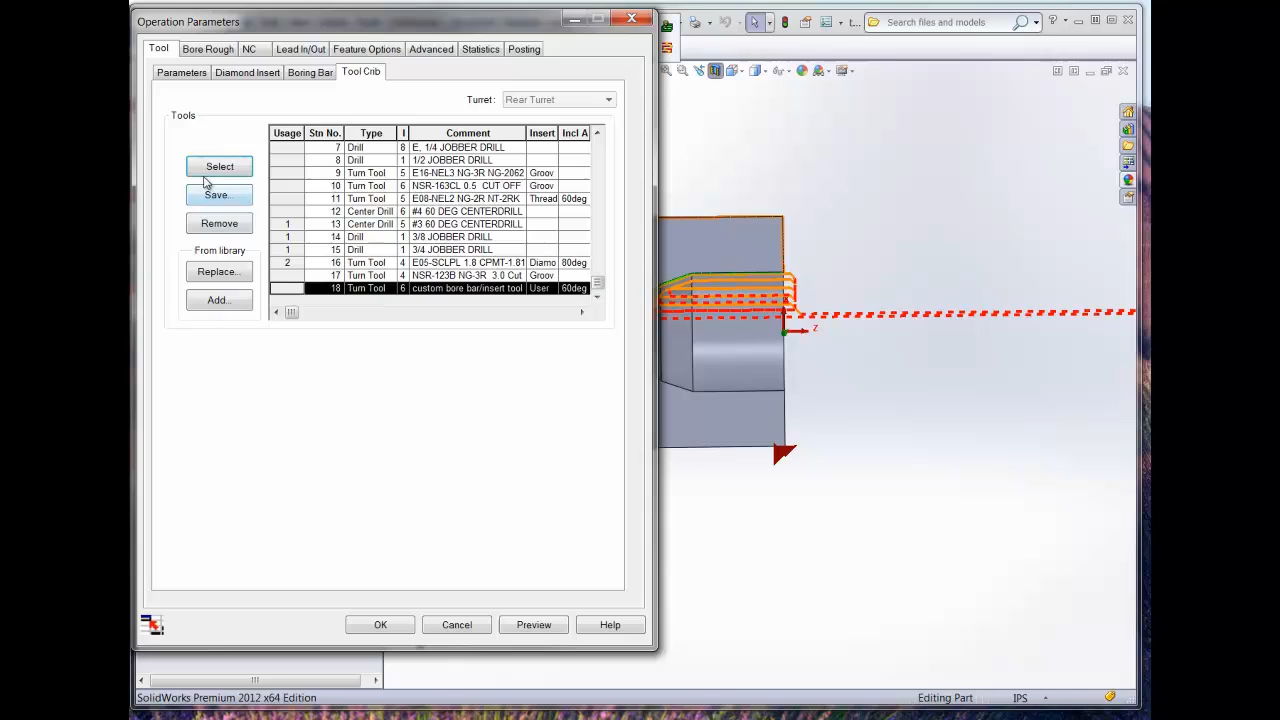 Operation Parameters
Tool Bore Rough NC Lead In/Out Feature Options Advanced Statistics Posting
Parameters Diamond Insert Boring Bar Tool Crib
Turret: Rear Turret
Tools
Usage Stn No. Type I Comment Insert Incl A
7 Drill 8 E, 1/4 JOBBER DRILL
8 Drill 1 1/2 JOBBER DRILL
9 Turn Tool 5 E16-NEL3 NG-3R NG-2062 Groov
10 Turn Tool 6 NSR-163CL 0.5 CUT OFF Groov
11 Turn Tool 5 E08-NEL2 NG-2R NT-2RK Thread 60deg
12 Center Drill 6 #4 60 DEG CENTERDRILL
1 13 Center Drill 5 #3 60 DEG CENTERDRILL
1 14 Drill 1 3/8 JOBBER DRILL
1 15 Drill 1 3/4 JOBBER DRILL
2 16 Turn Tool 4 E05-SCLPL 1.8 CPMT-1.81 Diamo 80deg
17 Turn Tool 4 NSR-123B NG-3R 3.0 Cut Groov
18 Turn Tool 6 custom bore bar/insert tool User 60deg
Select
Save...
Remove
From library
Replace...
Add...
OK Cancel Preview Help
t... Search files and models
z
SolidWorks Premium 2012 x64 Edition Editing Part IPS